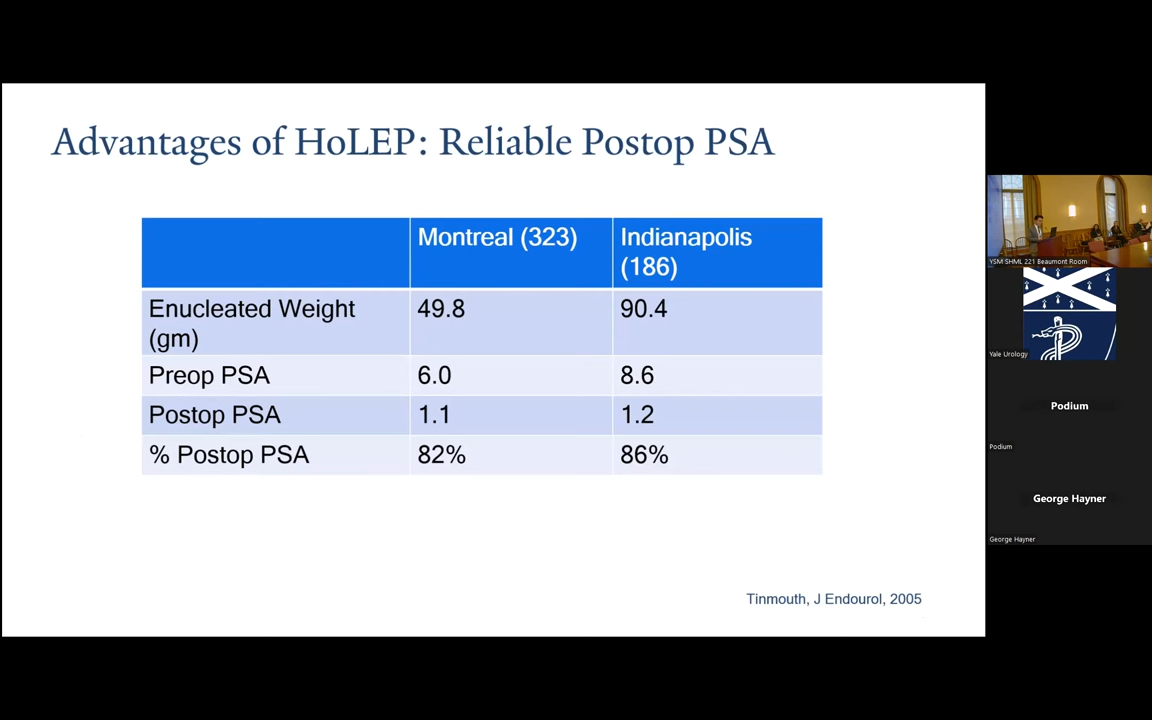 Advantages of HoLEP: Reliable Postop PSA
Montreal (323)
Indianapolis
(186)
Enucleated Weight
(gm)
49.8
90.4
Preop PSA
6.0
8.6
Postop PSA
1.1
1.2
% Postop PSA
82%
86%
Tinmouth, J Endourol, 2005
YSM SHML 221 Beaumont Room
Yale Urology
Podium
Podium
George Hayner
George Hayner